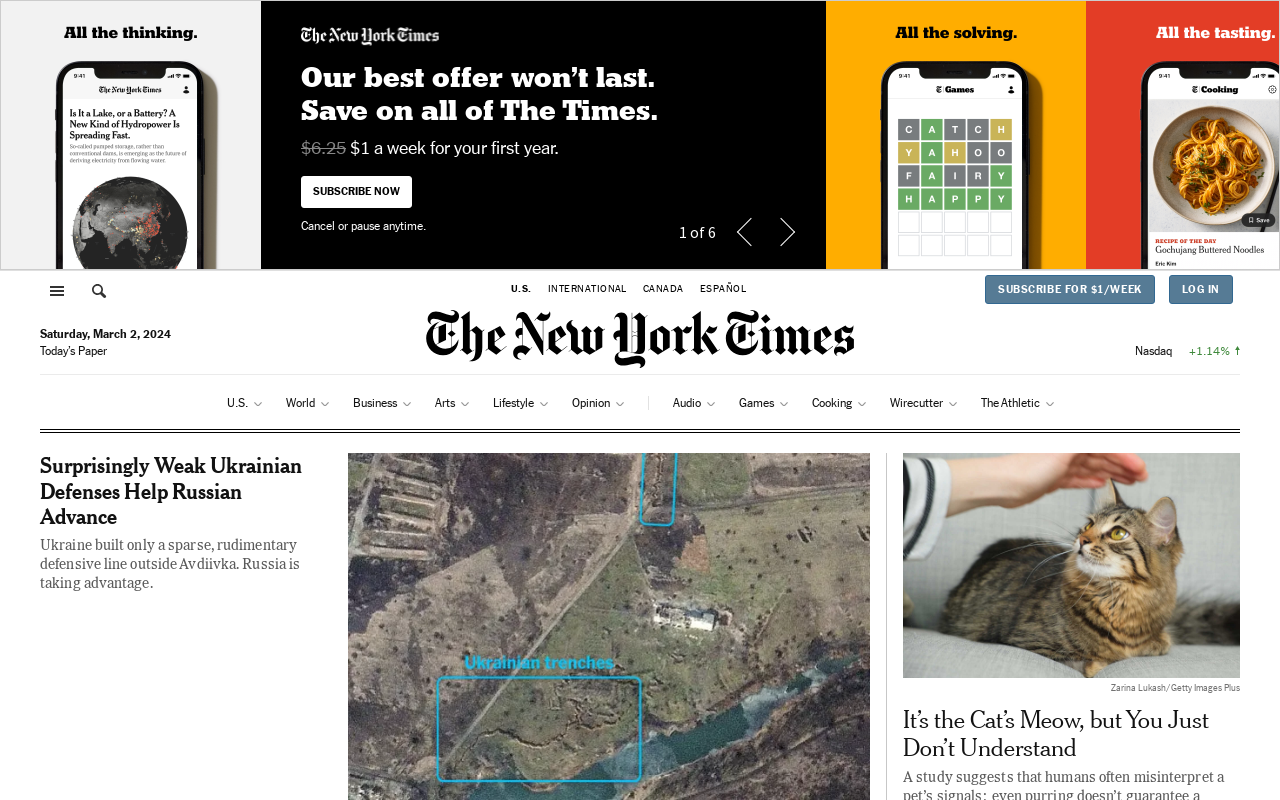 All the thinking.
9:41
The New York Times
Is It a Lake, or a Battery? A
New Kind of Hydropower Is
Spreading Fast.
So-called pumped storage, rather than
conventional dams, is emerging as the future of
deriving electricity from flowing water.
The New York Times
Our best offer won’t last.
Save on all of The Times.
$6.25 $1 a week for your first year.
SUBSCRIBE NOW
Cancel or pause anytime.
1 of 6
All the solving.
9:41
Games
C A T C H
Y A H O O
F A I R Y
H A P P Y
All the tasting.
9:41
Cooking
Save
RECIPE OF THE DAY
Gochujang Buttered Noodles
Eric Kim
U.S. INTERNATIONAL CANADA ESPAÑOL
SUBSCRIBE FOR $1/WEEK
LOG IN
The New York Times
Saturday, March 2, 2024
Today’s Paper
Nasdaq +1.14%
U.S. World Business Arts Lifestyle Opinion Audio Games Cooking Wirecutter The Athletic
Surprisingly Weak Ukrainian
Defenses Help Russian
Advance
Ukraine built only a sparse, rudimentary
defensive line outside Avdiivka. Russia is
taking advantage.
Ukrainian trenches
Zarina Lukash/Getty Images Plus
It’s the Cat’s Meow, but You Just
Don’t Understand
A study suggests that humans often misinterpret a
pet’s signals; even purring doesn’t guarantee a